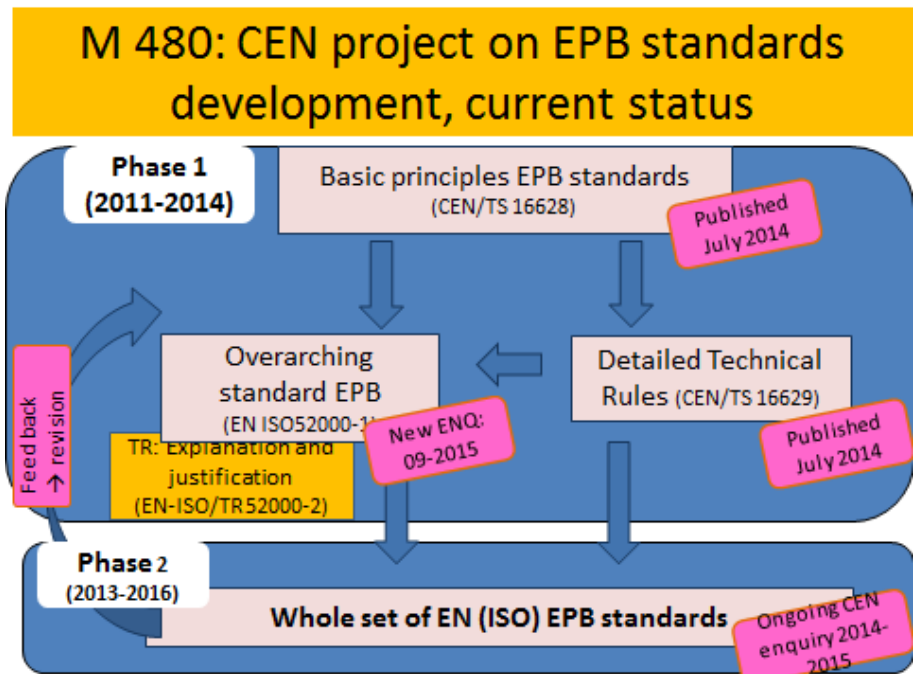 M 480: CEN project on EPB standards
development, current status
Phase 1
(2011-2014)
Basic principles EPB standards
(CEN/TS 16628)
Published
July 2014
Overarching
standard EPB
(EN ISO52000-1)
Detailed Technical
Rules (CEN/TS 16629)
New ENQ:
09-2015
Published
July 2014
TR: Explanation and
justification
(EN-ISO/TR 52000-2)
Feed back
→ revision
Phase 2
(2013-2016)
Whole set of EN (ISO) EPB standards
Ongoing CEN
enquiry 2014-
2015